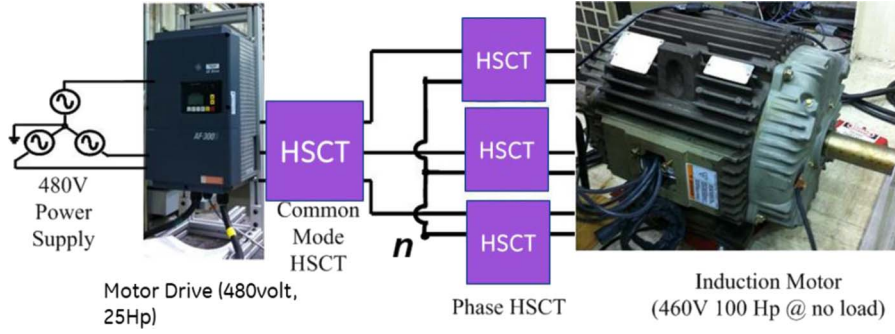 480V
Power
Supply
AF-300
Motor Drive (480volt,
25Hp)
HSCT
Common
Mode
HSCT
n
HSCT
HSCT
HSCT
Phase HSCT
Induction Motor
(460V 100 Hp @ no load)